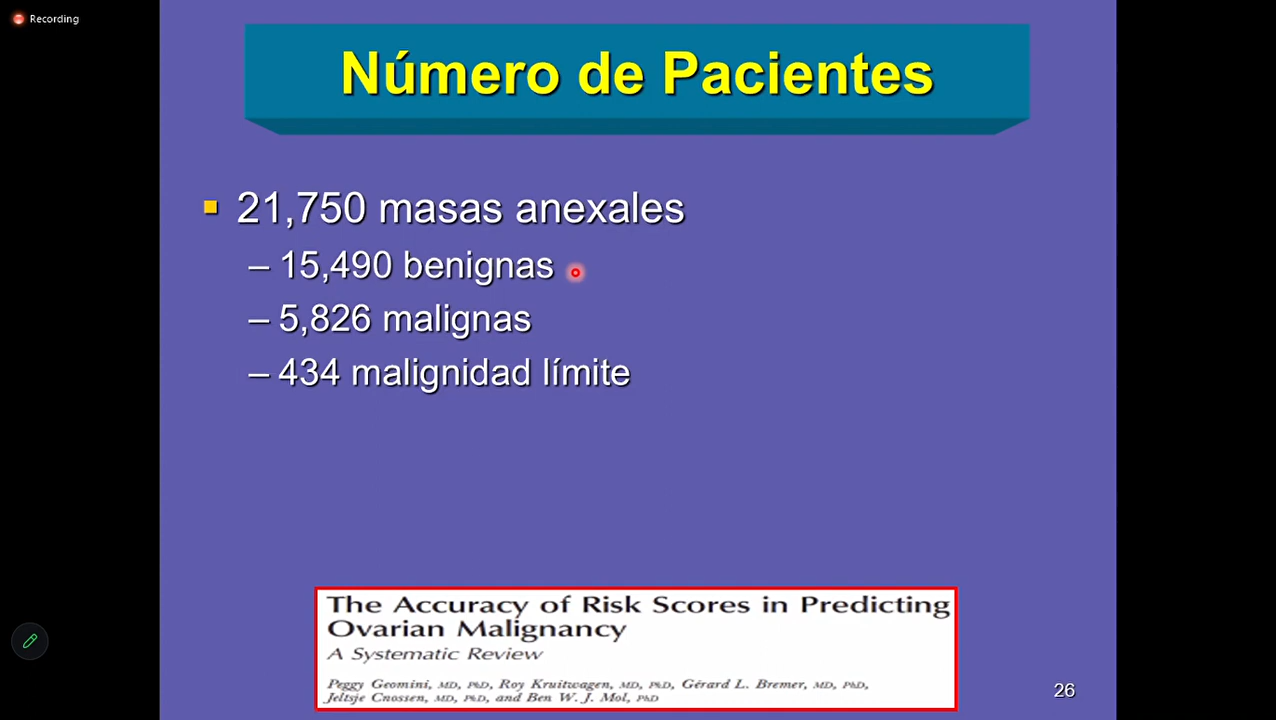 Recording
Número de Pacientes
21,750 masas anexales
– 15,490 benignas
– 5,826 malignas
– 434 malignidad límite
The Accuracy of Risk Scores in Predicting
Ovarian Malignancy
A Systematic Review
Peggy Geomini, MD, PhD, Roy Kruitwagen, MD, PhD, Gérard L. Bremer, MD, PhD,
Jeltsje Cnossen, MD, PhD, and Ben W. J. Mol, PhD
26